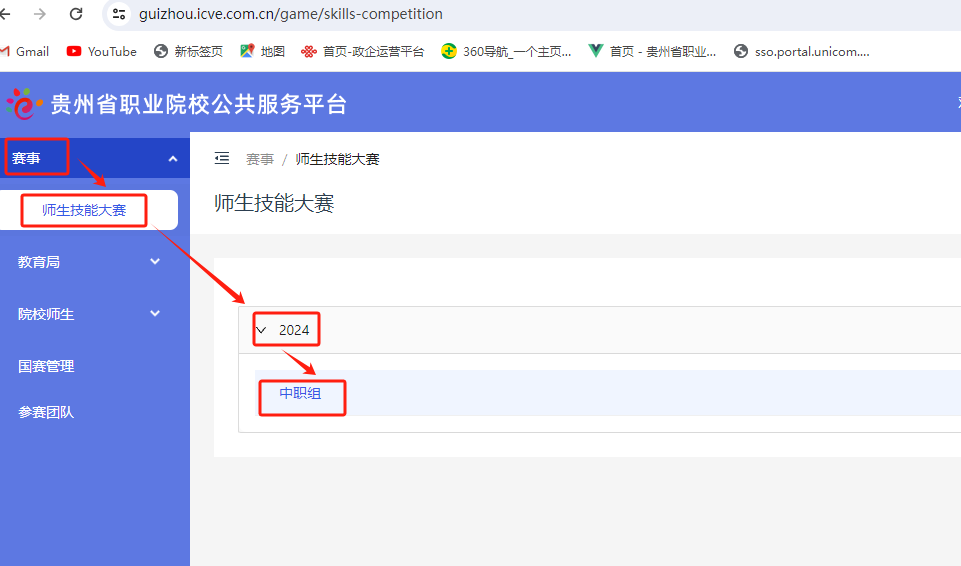 guizhou.icve.com.cn/game/skills-competition
Gmail YouTube 新标签页 地图 首页-政企运营平台 360导航_一个主页... 首页 - 贵州省职业... sso.portal.unicom....
贵州省职业院校公共服务平台
赛事
赛事 / 师生技能大赛
师生技能大赛
师生技能大赛
教育局
院校师生
2024
国赛管理
中职组
参赛团队